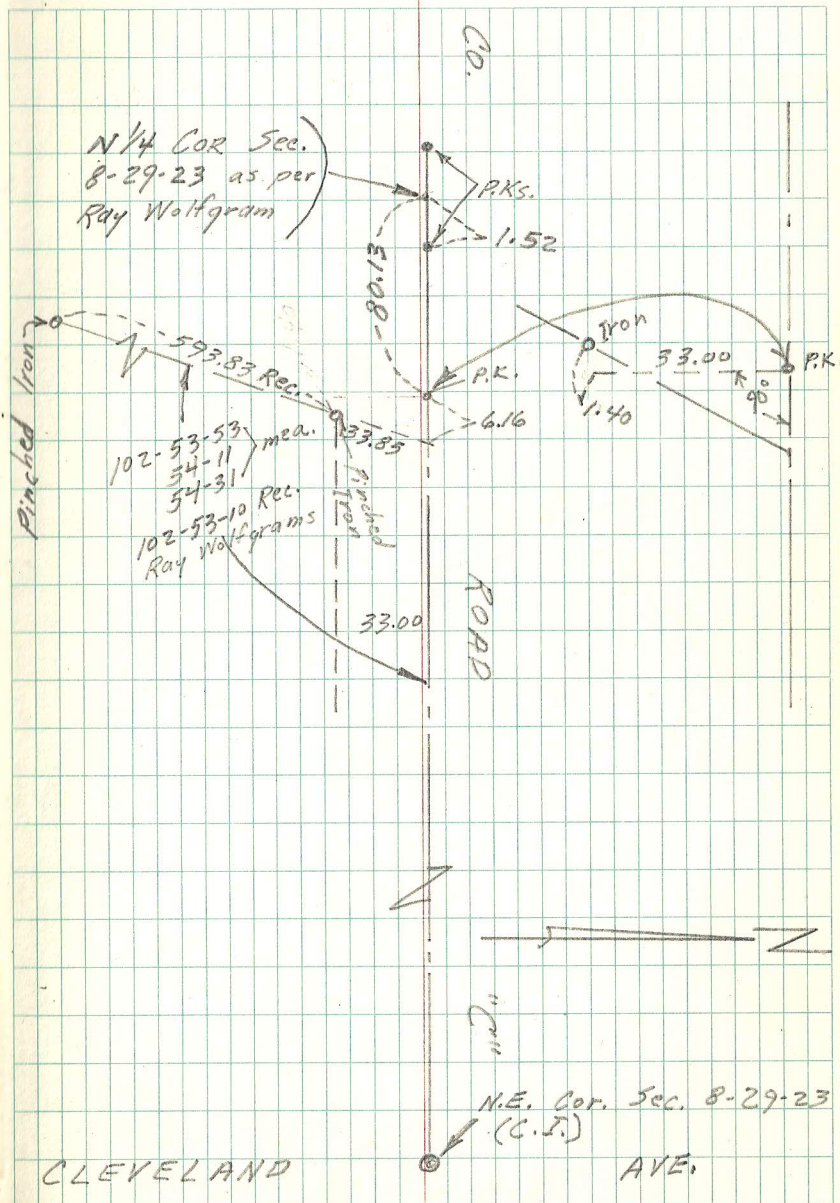 CO.
N 1/4 COR Sec.
8-29-23 as per
Ray Wolfgram
P.Ks.
1.52
31.08
Pinched Iron
593.83 Rec.
Iron
33.00
P.K
90°
1.40
P.K.
6.16
33.85
Pinched
Iron
102-53-53
54-11
54-31
mea.
102-53-10 Rec.
Ray Wolfgrams
33.00
ROAD
"C"
N
N.E. Cor. Sec. 8-29-23
(C.I.)
CLEVELAND AVE.